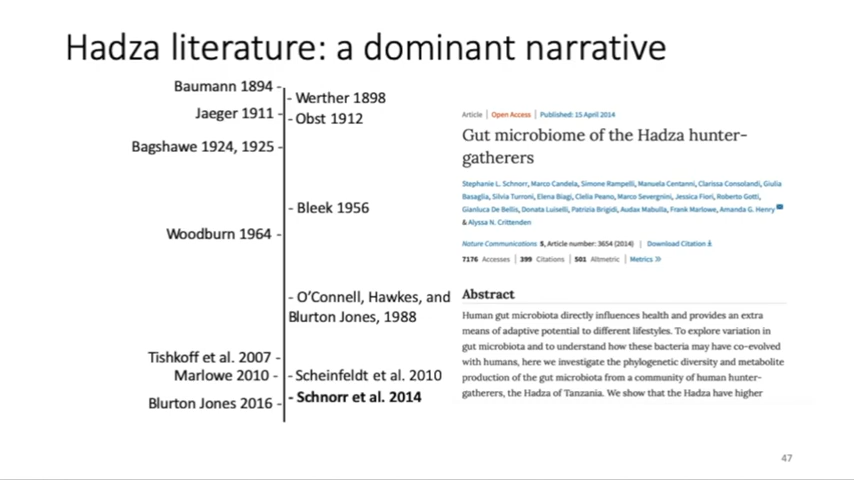 Hadza literature: a dominant narrative
Baumann 1894 -
- Werther 1898
Jaeger 1911 -
- Obst 1912
Bagshawe 1924, 1925 -
- Bleek 1956
Woodburn 1964 -
- O’Connell, Hawkes, and
Blurton Jones, 1988
Tishkoff et al. 2007 -
Marlowe 2010 -
- Scheinfeldt et al. 2010
- Schnorr et al. 2014
Blurton Jones 2016 -
Article | Open Access | Published: 15 April 2014
Gut microbiome of the Hadza hunter-
gatherers
Stephanie L. Schnorr, Marco Candela, Simone Rampelli, Manuela Centanni, Clarissa Consolandi, Giulia
Basaglia, Silvia Turroni, Elena Biagi, Clelia Peano, Marco Severgnini, Jessica Fiori, Roberto Gotti,
Gianluca De Bellis, Donata Luiselli, Patrizia Brigidi, Audax Mabulla, Frank Marlowe, Amanda G. Henry
& Alyssa N. Crittenden
Nature Communications 5, Article number: 3654 (2014) | Download Citation
7176 Accesses | 399 Citations | 501 Altmetric | Metrics »
Abstract
Human gut microbiota directly influences health and provides an extra
means of adaptive potential to different lifestyles. To explore variation in
gut microbiota and to understand how these bacteria may have co-evolved
with humans, here we investigate the phylogenetic diversity and metabolite
production of the gut microbiota from a community of human hunter-
gatherers, the Hadza of Tanzania. We show that the Hadza have higher
47